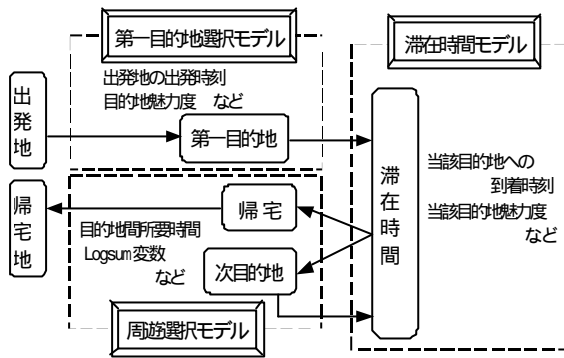 第一目的地選択モデル
滞在時間モデル
出発地の出発時刻
目的地魅力度 など
出発地
第一目的地
滞在時間
当該目的地への
到着時刻
当該目的地魅力度
など
帰宅地
帰宅
目的地間所要時間
Logsum変数
など
次目的地
周遊選択モデル